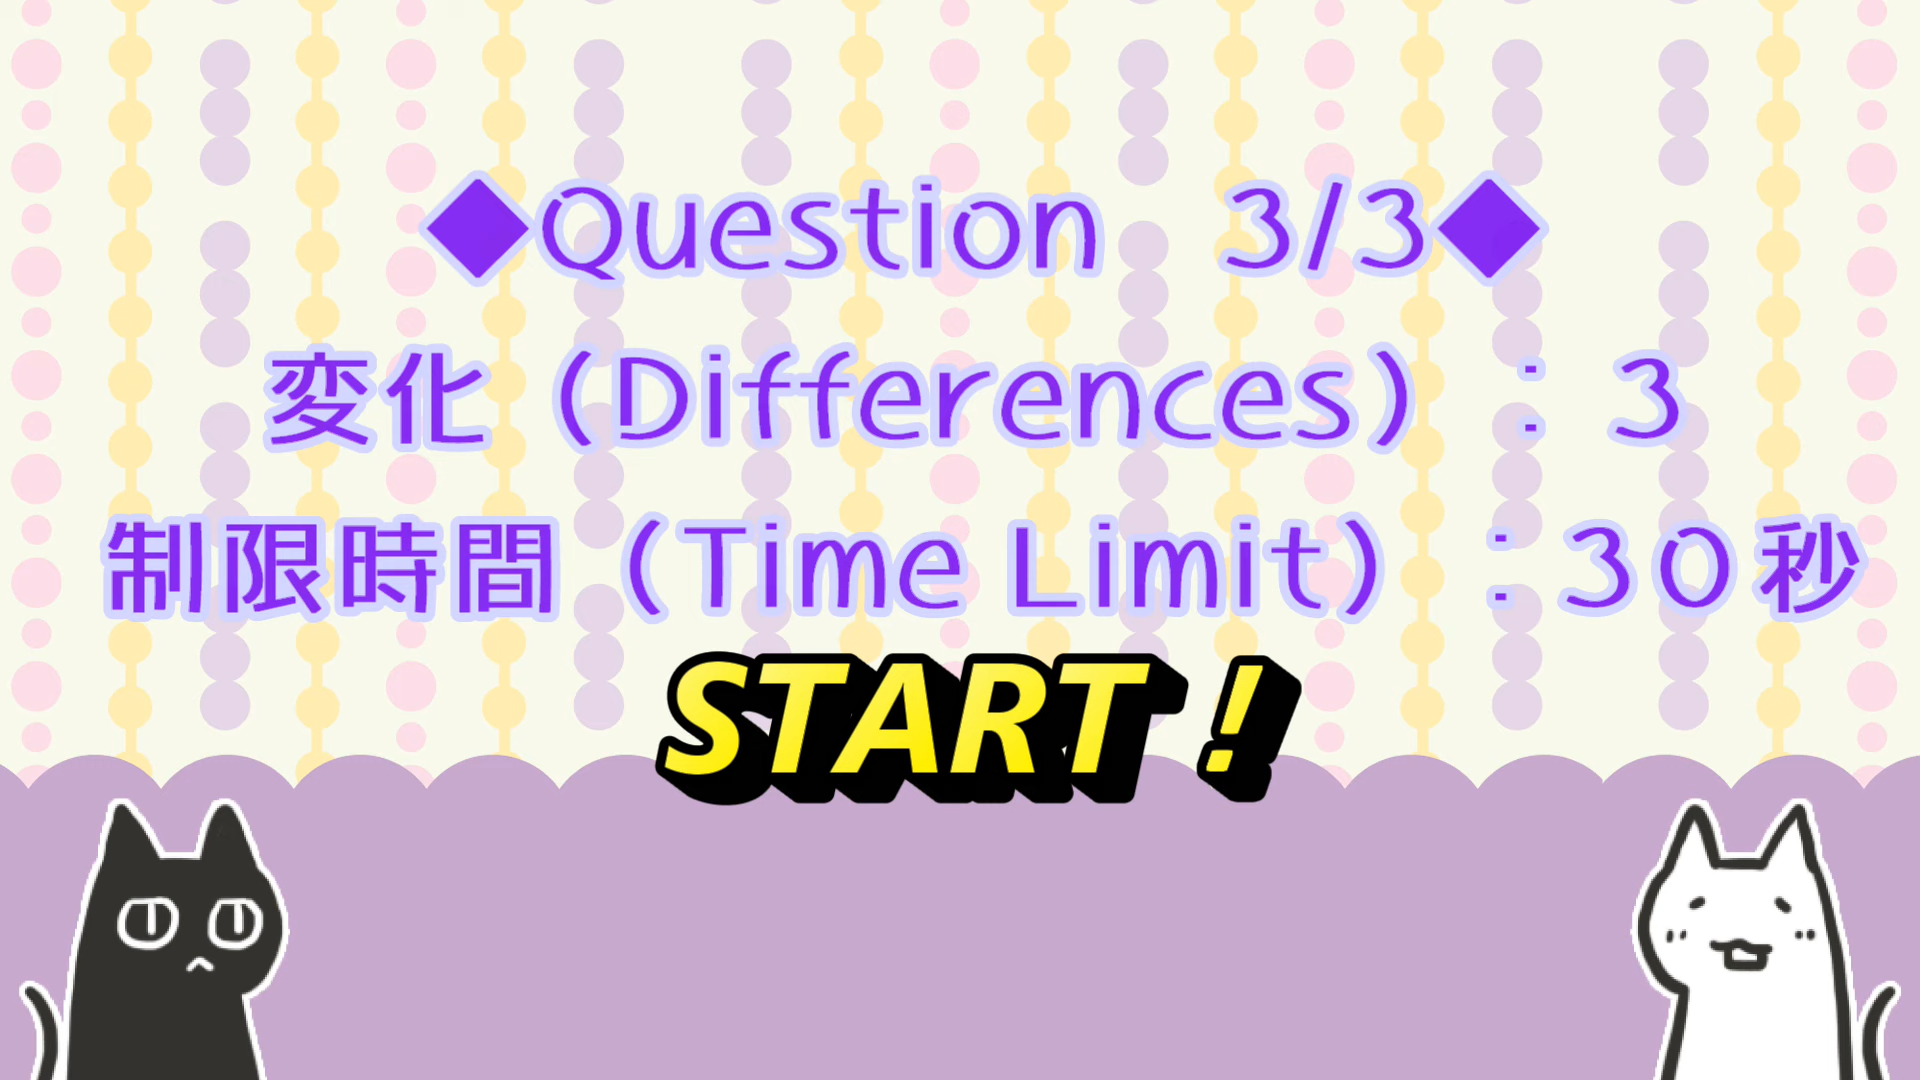 ◆Question 3/3◆
変化（Differences）：3
制限時間（Time Limit）：30秒
START！